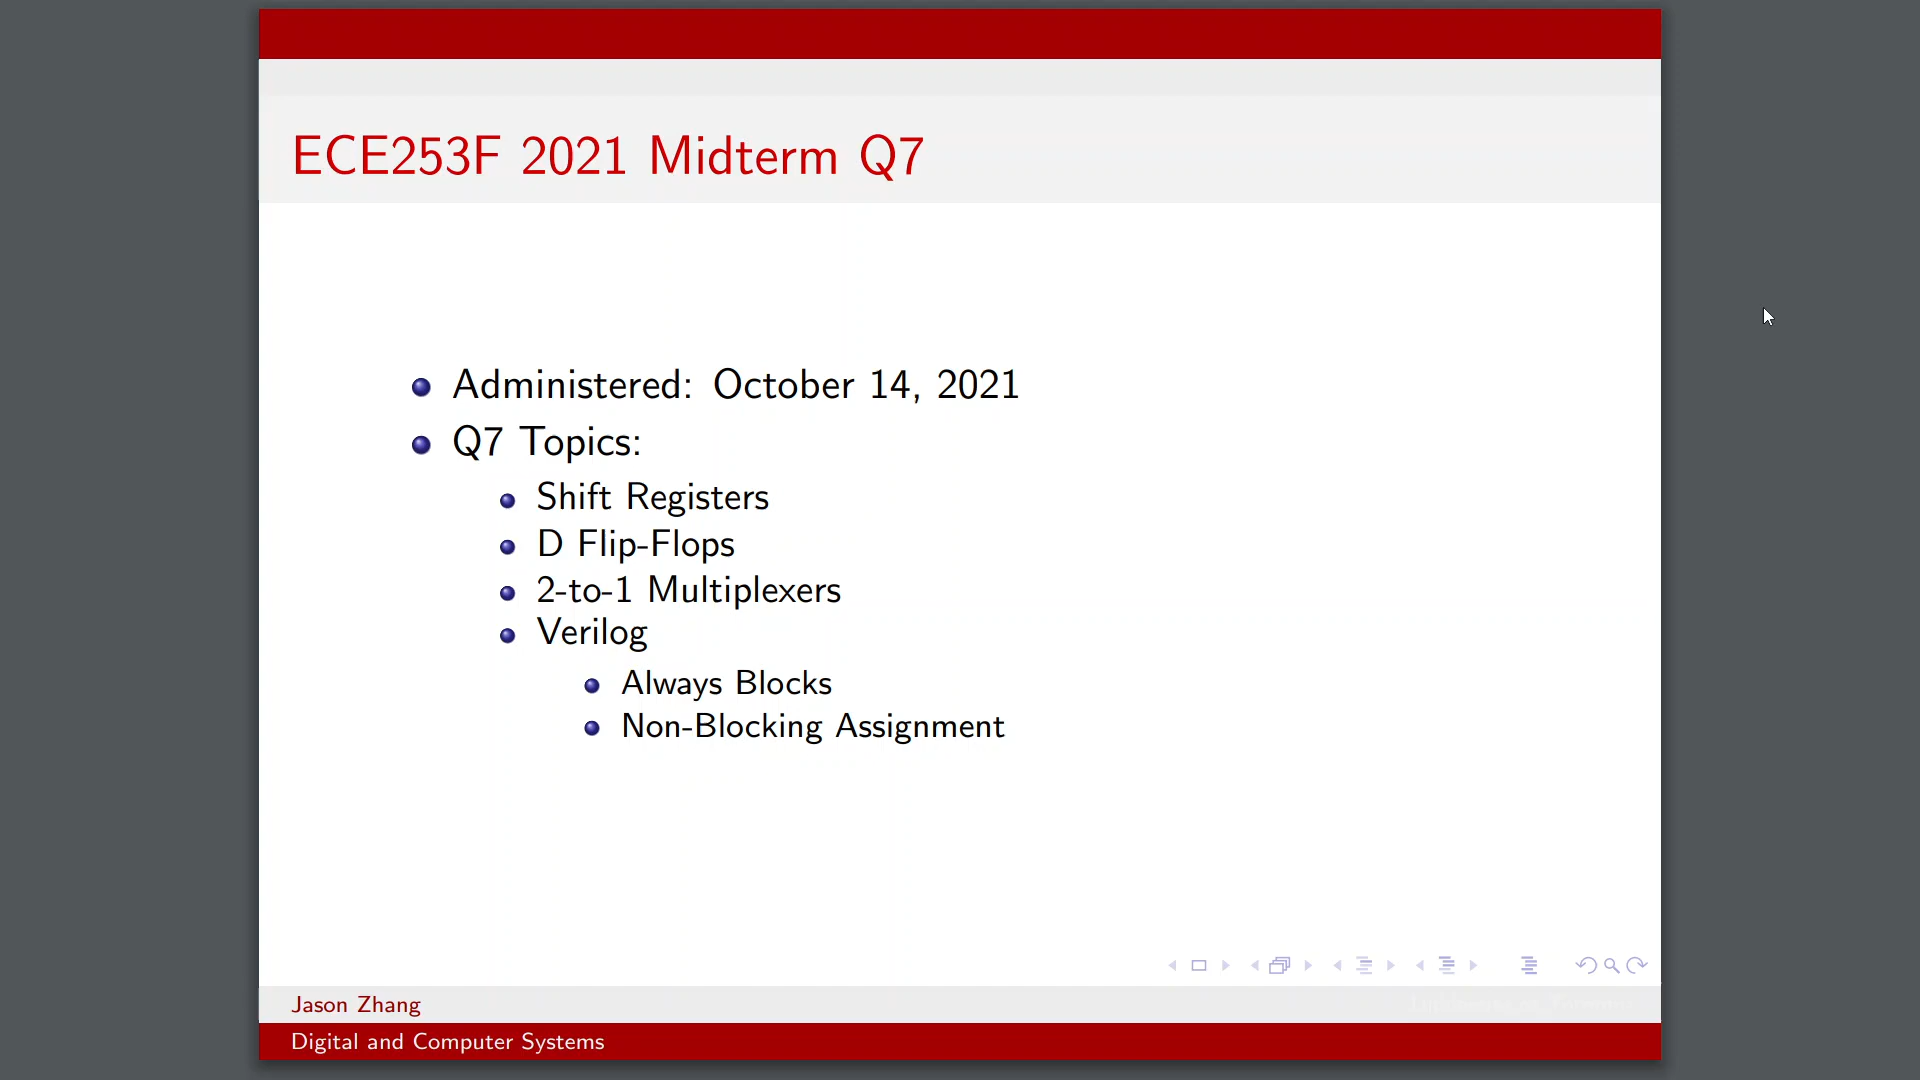 ECE253F 2021 Midterm Q7
Administered: October 14, 2021
Q7 Topics:
Shift Registers
D Flip-Flops
2-to-1 Multiplexers
Verilog
Always Blocks
Non-Blocking Assignment
Jason Zhang
Digital and Computer Systems